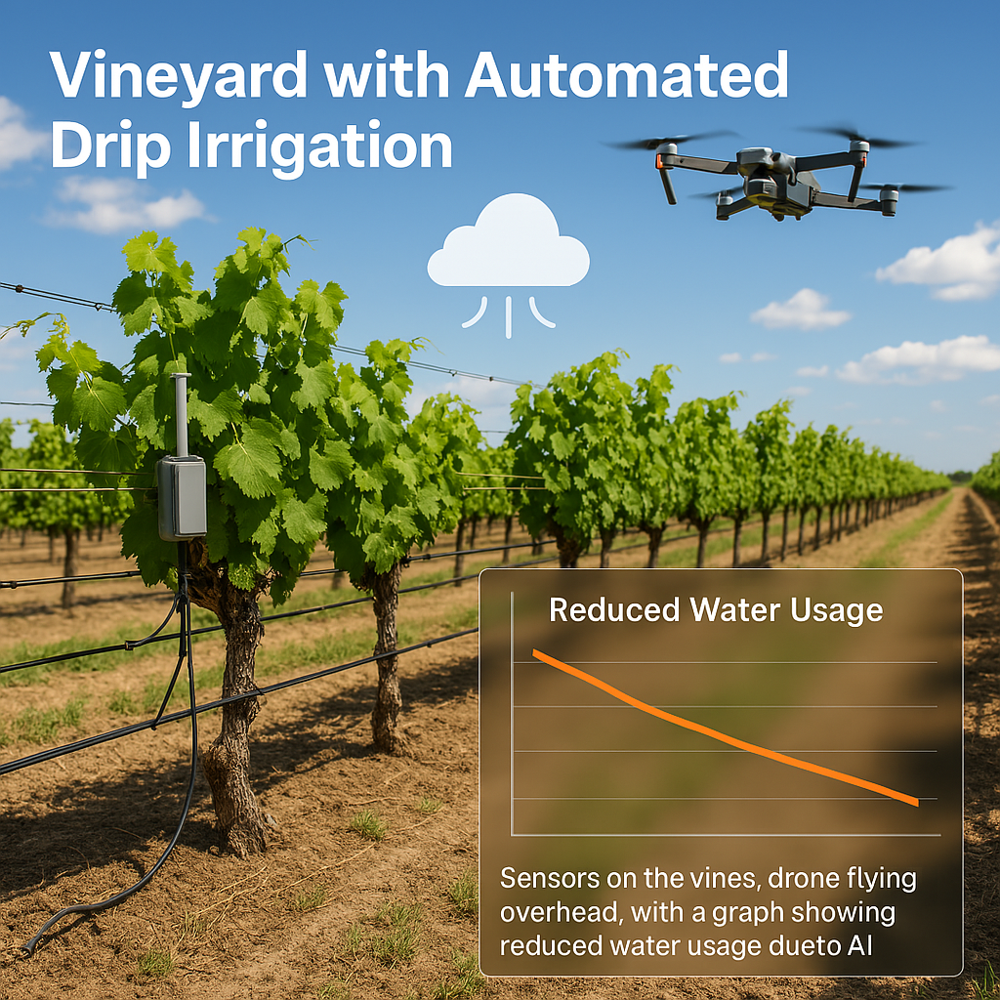 Vineyard with Automated
Drip Irrigation
Reduced Water Usage
Sensors on the vines, drone flying
overhead, with a graph showing
reduced water usage dueto AI